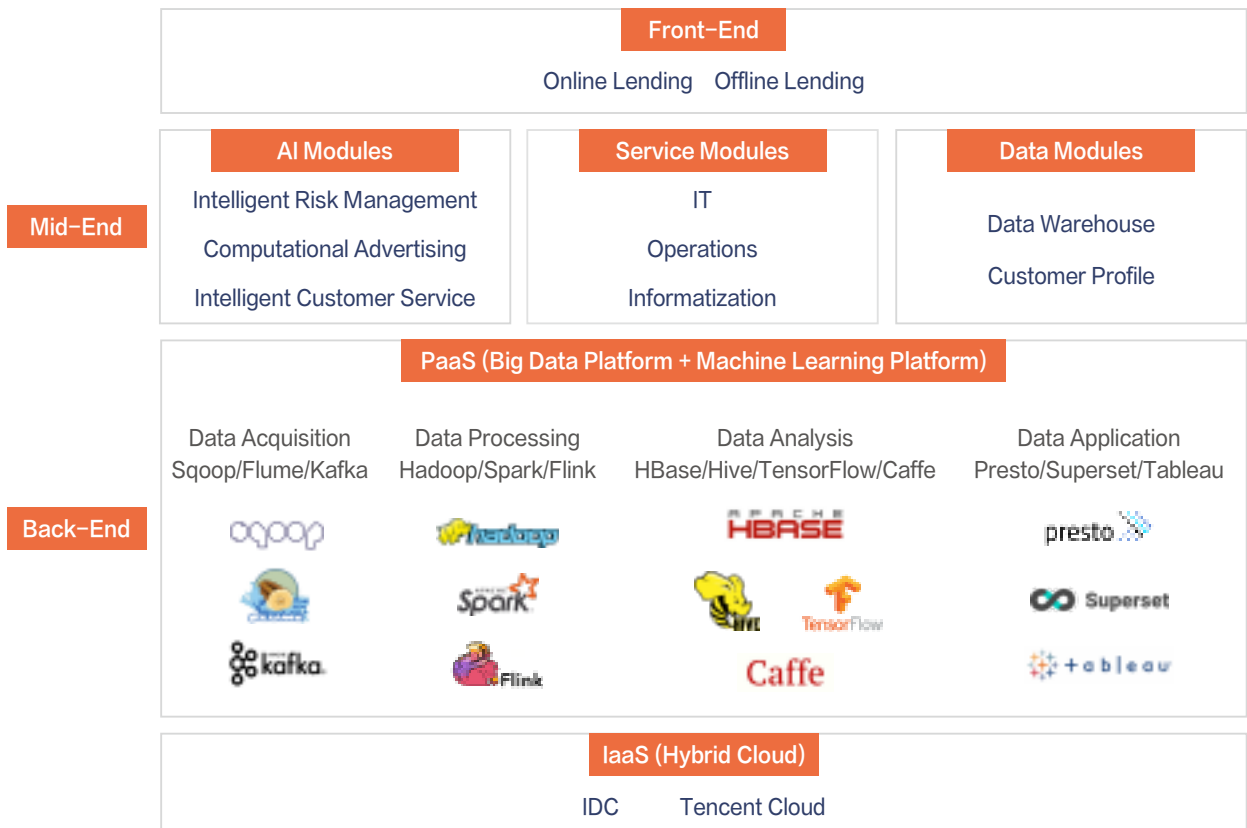 Front-End
Online Lending Offline Lending
Mid-End
AI Modules
Intelligent Risk Management
Computational Advertising
Intelligent Customer Service
Service Modules
IT
Operations
Informatization
Data Modules
Data Warehouse
Customer Profile
Back-End
PaaS (Big Data Platform + Machine Learning Platform)
Data Acquisition
Sqoop/Flume/Kafka
sqoop
kafka
Data Processing
Hadoop/Spark/Flink
hadoop
APACHE
Spark
Flink
Data Analysis
HBase/Hive/TensorFlow/Caffe
APACHE
HBASE
HIVE
TensorFlow
Caffe
Data Application
Presto/Superset/Tableau
presto
Superset
+ableau
IaaS (Hybrid Cloud)
IDC Tencent Cloud